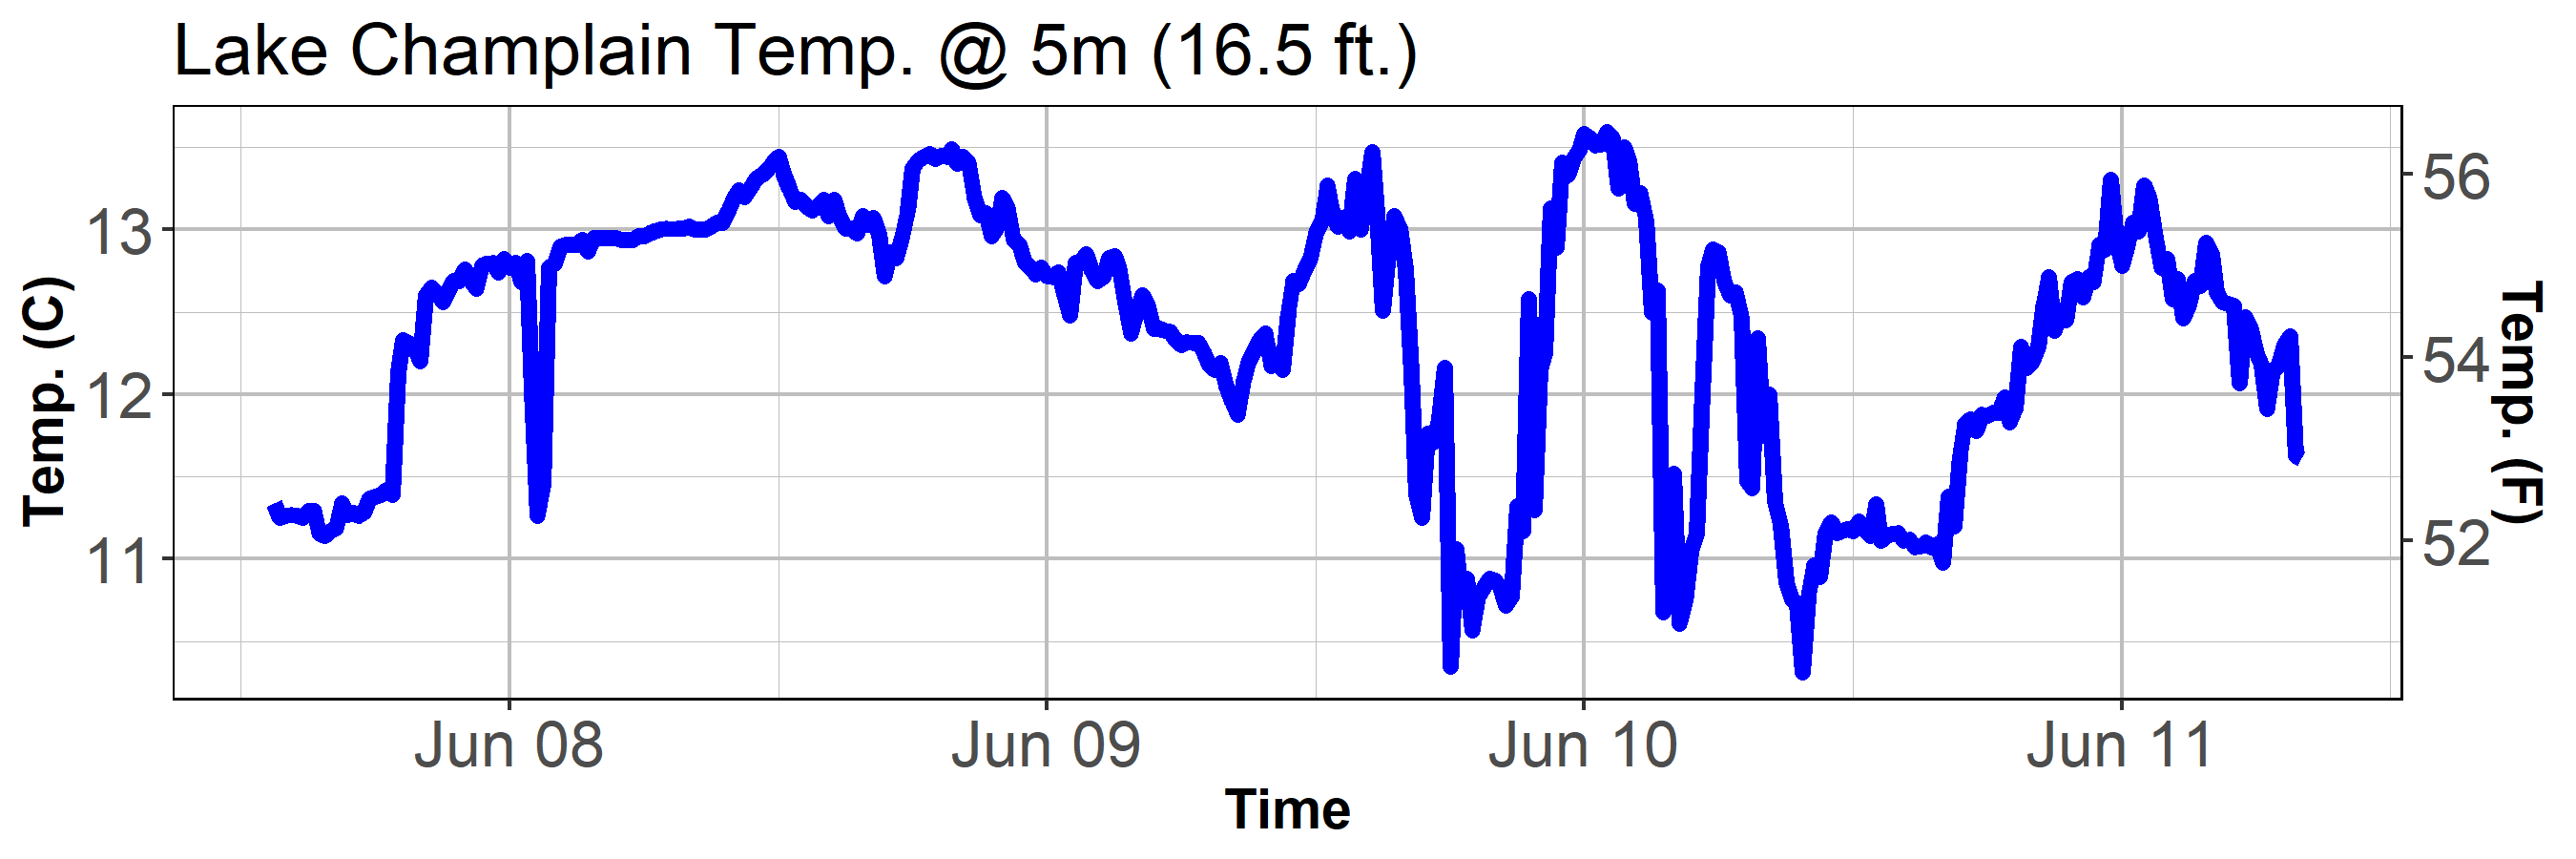 Lake Champlain Temp. @ 5m (16.5 ft.)
Temp. (C)
13
12
11
56
54
52
Temp. (F)
Jun 08
Jun 09
Jun 10
Jun 11
Time